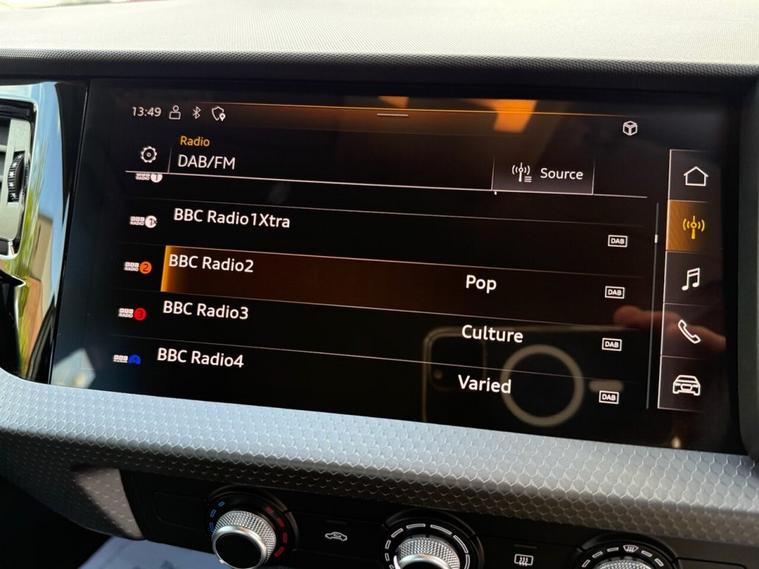 13:49
Radio
DAB/FM
Source
BBC Radio1Xtra
DAB
BBC Radio2
Pop
DAB
BBC Radio3
Culture
DAB
BBC Radio4
Varied
DAB